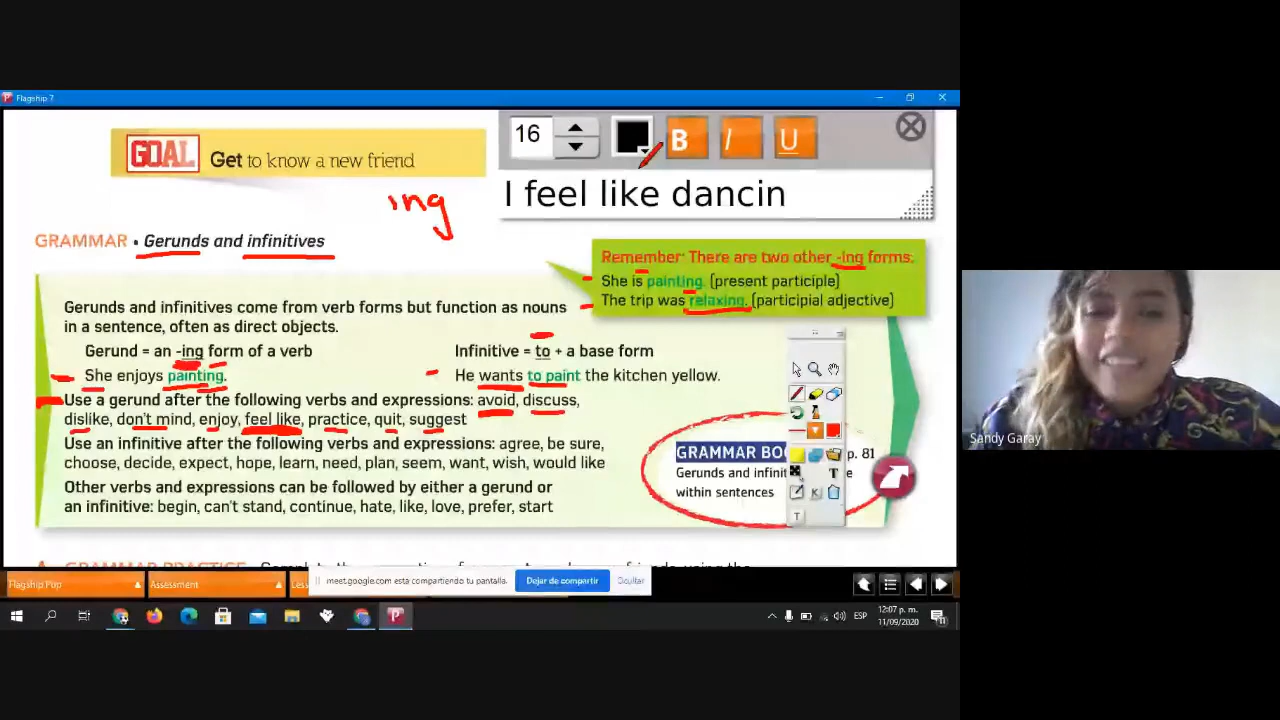 Flagship 7
GOAL Get to know a new friend
16 B I U
I feel like dancin
ing
GRAMMAR • Gerunds and infinitives
Remember: There are two other -ing forms.
She is painting. (present participle)
The trip was relaxing. (participial adjective)
Gerunds and infinitives come from verb forms but function as nouns
in a sentence, often as direct objects.
Gerund = an -ing form of a verb
Infinitive = to + a base form
She enjoys painting.
He wants to paint the kitchen yellow.
Use a gerund after the following verbs and expressions: avoid, discuss,
dislike, don't mind, enjoy, feel like, practice, quit, suggest
Use an infinitive after the following verbs and expressions: agree, be sure,
choose, decide, expect, hope, learn, need, plan, seem, want, wish, would like
Other verbs and expressions can be followed by either a gerund or
an infinitive: begin, can't stand, continue, hate, like, love, prefer, start
GRAMMAR BOO p. 81
Gerunds and infinit e
within sentences
T
K
T
Sandy Garay
Flagship Pop
Assessment
Less
meet.google.com está compartiendo tu pantalla.
Dejar de compartir
Ocultar
ESP
12:07 p. m.
11/09/2020